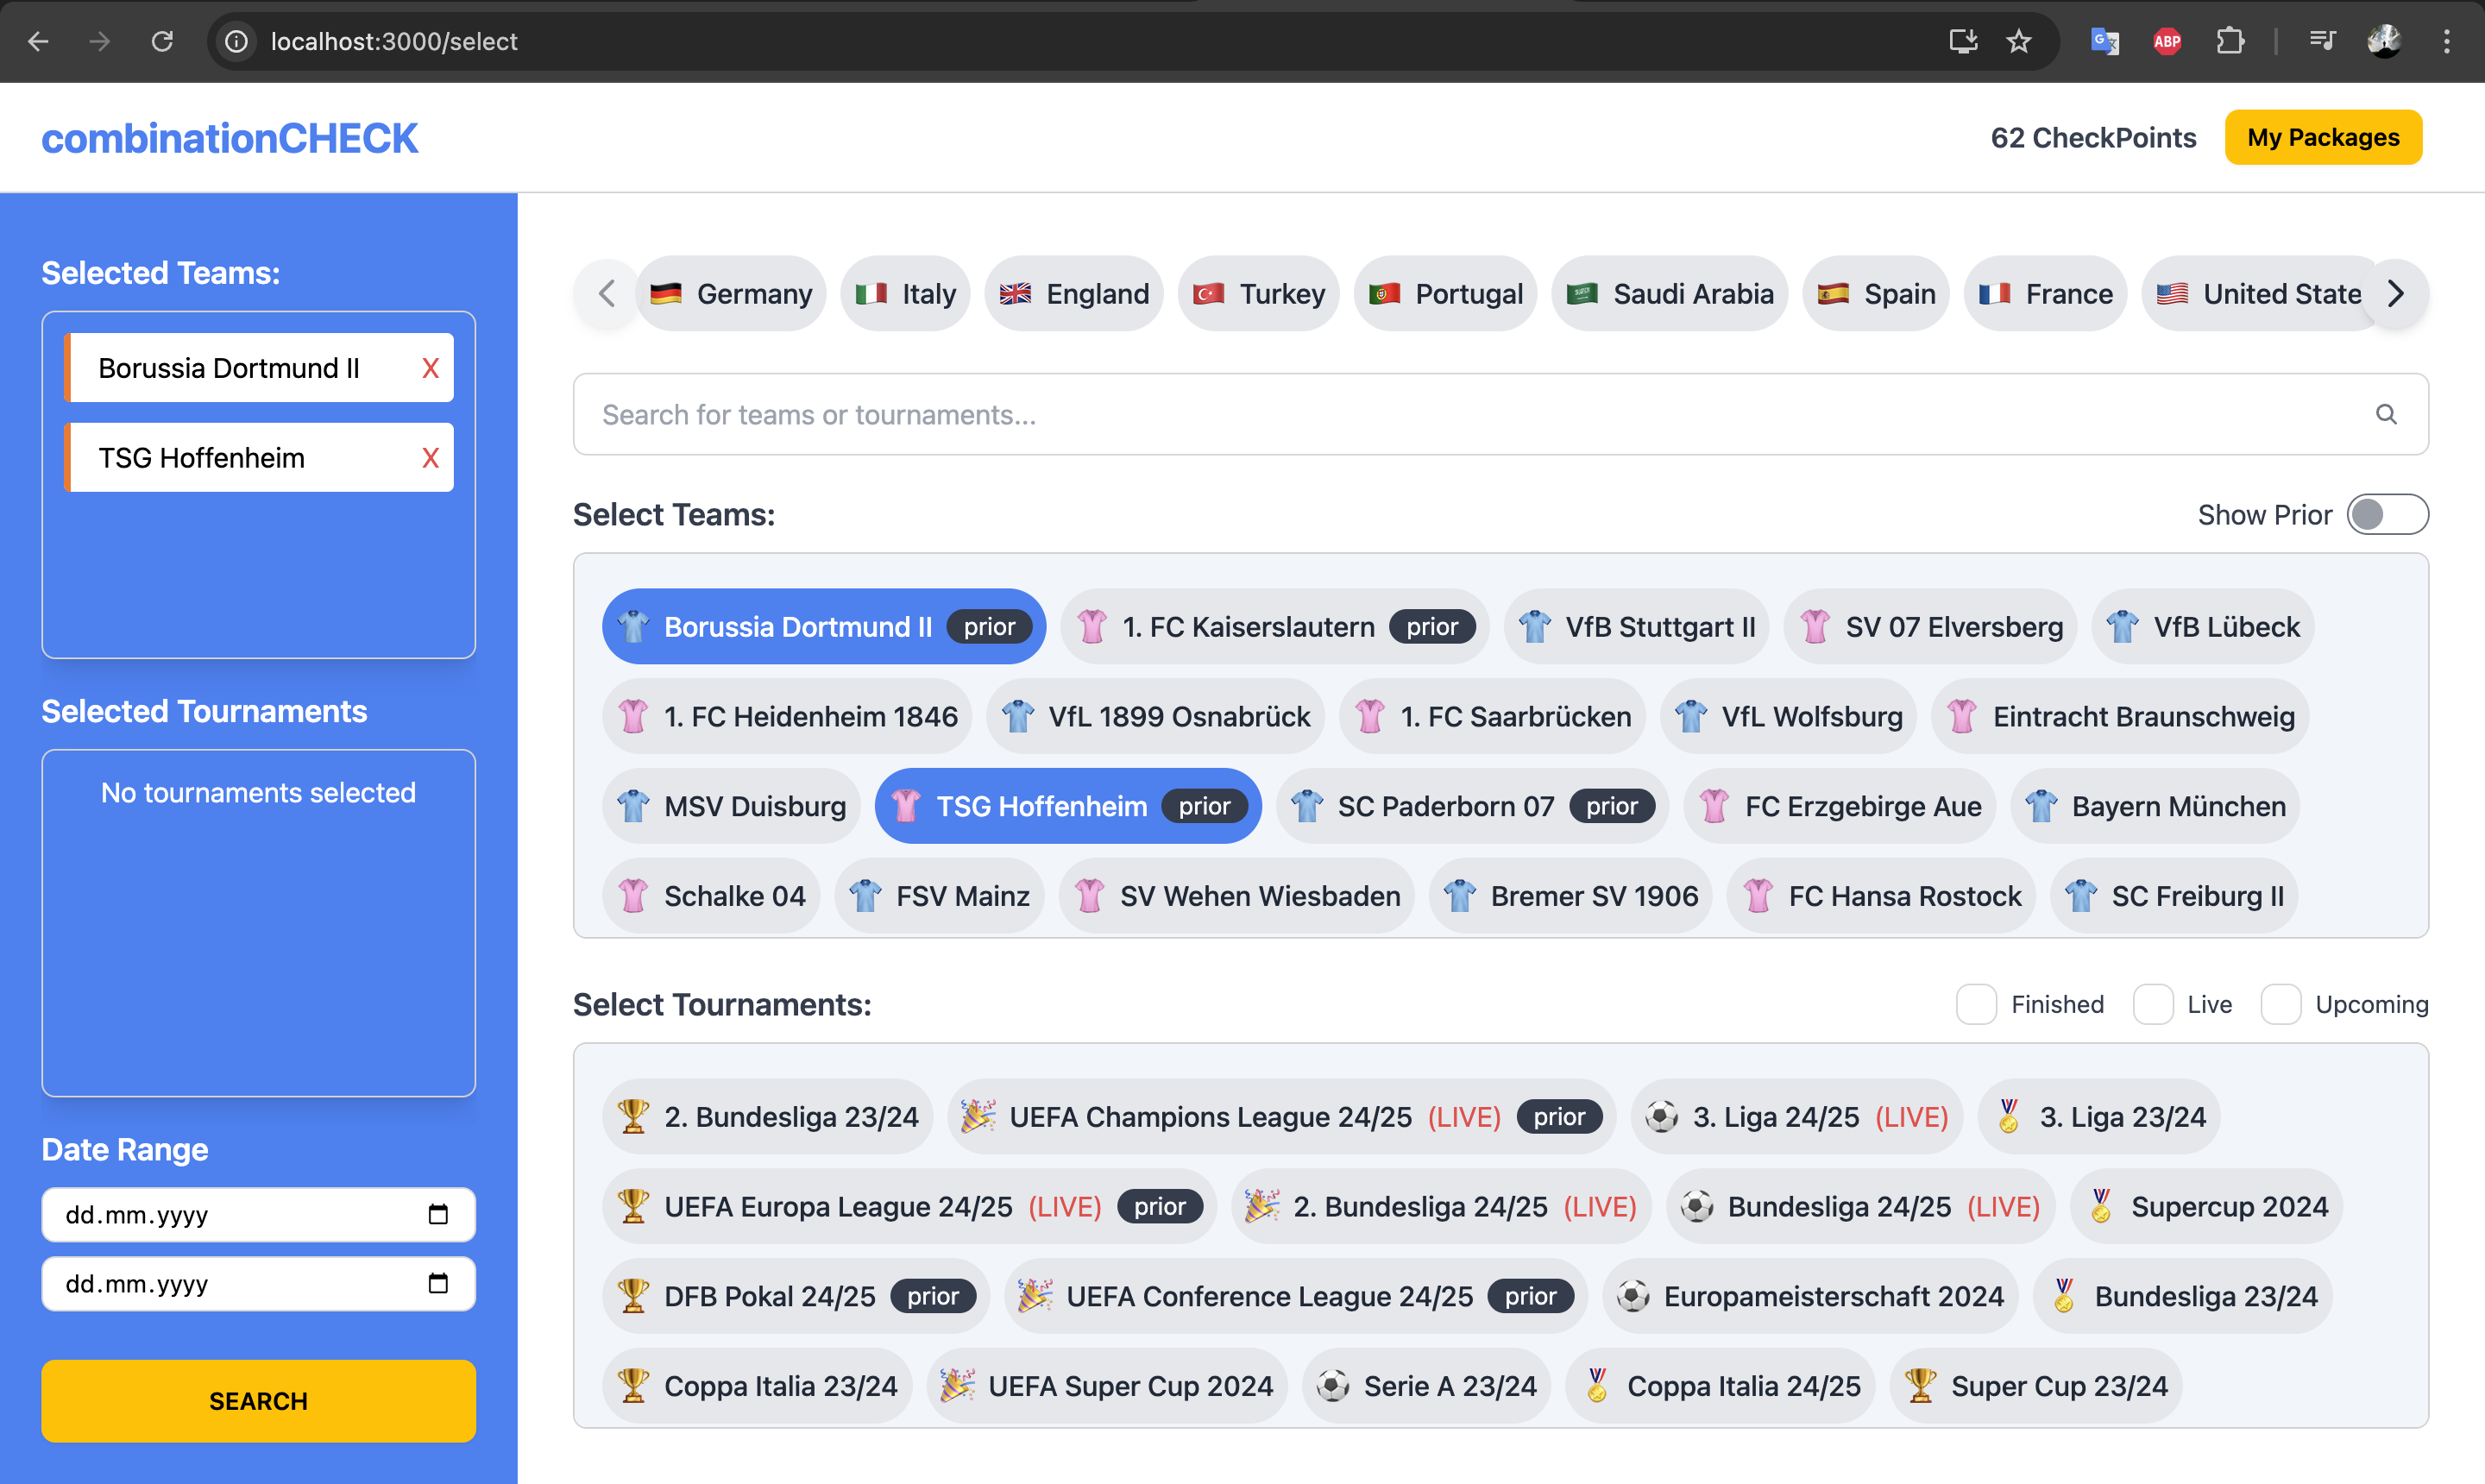 localhost:3000/select
ABP
combinationCHECK
62 CheckPoints
My Packages
Selected Teams:
Borussia Dortmund II X
TSG Hoffenheim X
Selected Tournaments
No tournaments selected
Date Range
dd.mm.yyyy
dd.mm.yyyy
SEARCH
Germany Italy England Turkey Portugal Saudi Arabia Spain France United State
Search for teams or tournaments...
Select Teams:
Show Prior
Borussia Dortmund II prior 1. FC Kaiserslautern prior VfB Stuttgart II SV 07 Elversberg VfB Lübeck
1. FC Heidenheim 1846 VfL 1899 Osnabrück 1. FC Saarbrücken VfL Wolfsburg Eintracht Braunschweig
MSV Duisburg TSG Hoffenheim prior SC Paderborn 07 prior FC Erzgebirge Aue Bayern München
Schalke 04 FSV Mainz SV Wehen Wiesbaden Bremer SV 1906 FC Hansa Rostock SC Freiburg II
Select Tournaments:
Finished Live Upcoming
2. Bundesliga 23/24 UEFA Champions League 24/25 (LIVE) prior 3. Liga 24/25 (LIVE) 3. Liga 23/24
UEFA Europa League 24/25 (LIVE) prior 2. Bundesliga 24/25 (LIVE) Bundesliga 24/25 (LIVE) Supercup 2024
DFB Pokal 24/25 prior UEFA Conference League 24/25 prior Europameisterschaft 2024 Bundesliga 23/24
Coppa Italia 23/24 UEFA Super Cup 2024 Serie A 23/24 Coppa Italia 24/25 Super Cup 23/24